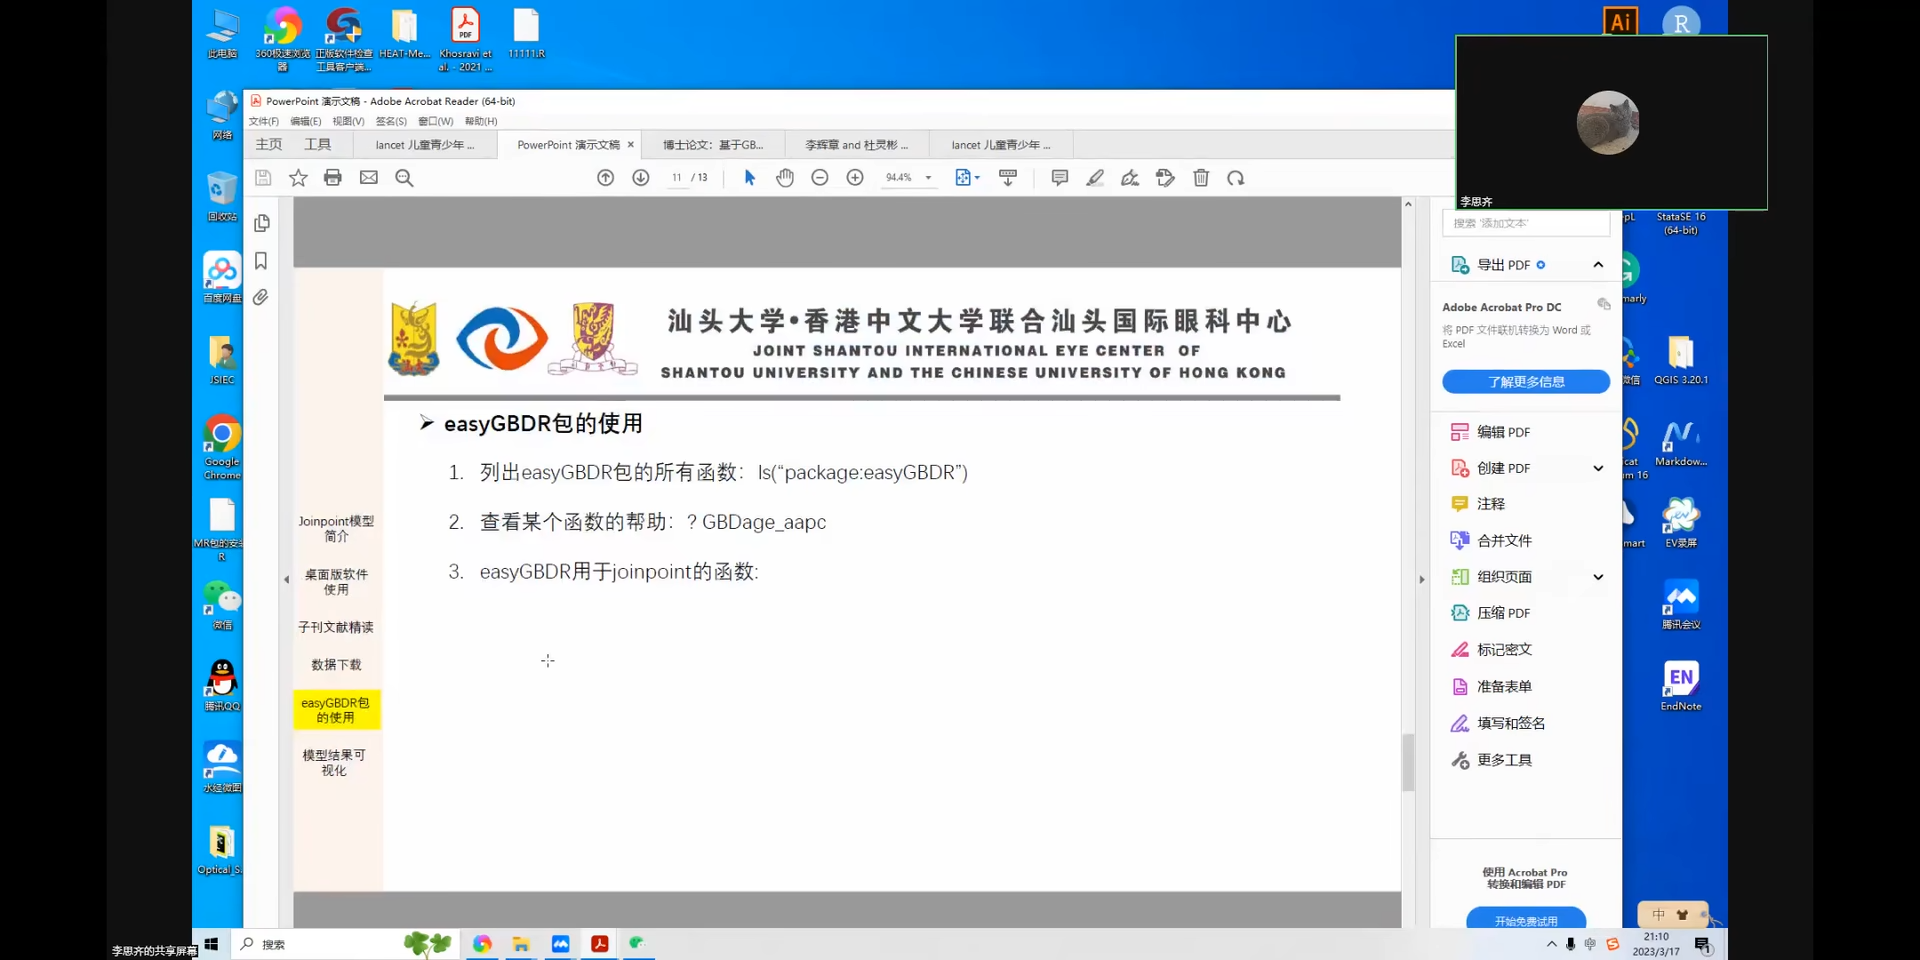 此电脑
360极速浏览
器
正版软件检查
工具客户端...
HEAT-Me...
Khosravi et
al. - 2021 ...
11111.R
Ai
R
网络
回收站
百度网盘
JSIEC
Google
Chrome
MR包的安装
R
微信
腾讯QQ
水经微图
Optical_S
PowerPoint 演示文稿 - Adobe Acrobat Reader (64-bit)
文件(F) 编辑(E) 视图(V) 签名(S) 窗口(W) 帮助(H)
主页 工具 lancet 儿童青少年 ... PowerPoint 演示文稿 × 博士论文：基于GB... 李辉章 and 杜灵彬 ... lancet 儿童青少年 ...
11 / 13 94.4%
李思齐
汕头大学•香港中文大学联合汕头国际眼科中心
JOINT SHANTOU INTERNATIONAL EYE CENTER OF
SHANTOU UNIVERSITY AND THE CHINESE UNIVERSITY OF HONG KONG
➢ easyGBDR包的使用
1. 列出easyGBDR包的所有函数：ls(“package:easyGBDR”)
2. 查看某个函数的帮助：? GBDage_aapc
3. easyGBDR用于joinpoint的函数:
Joinpoint模型
简介
桌面版软件
使用
子刊文献精读
数据下载
easyGBDR包
的使用
模型结果可
视化
搜索 '添加文本'
导出 PDF
Adobe Acrobat Pro DC
将 PDF 文件联机转换为 Word 或
Excel
了解更多信息
编辑 PDF
创建 PDF
注释
合并文件
组织页面
压缩 PDF
标记密文
准备表单
填写和签名
更多工具
使用 Acrobat Pro
转换和编辑 PDF
开始免费试用
StataSE 16
(64-bit)
QGIS 3.20.1
Markdow...
EV录屏
腾讯会议
EN
EndNote
中
李思齐的共享屏幕
搜索
中
21:10
2023/3/17
1